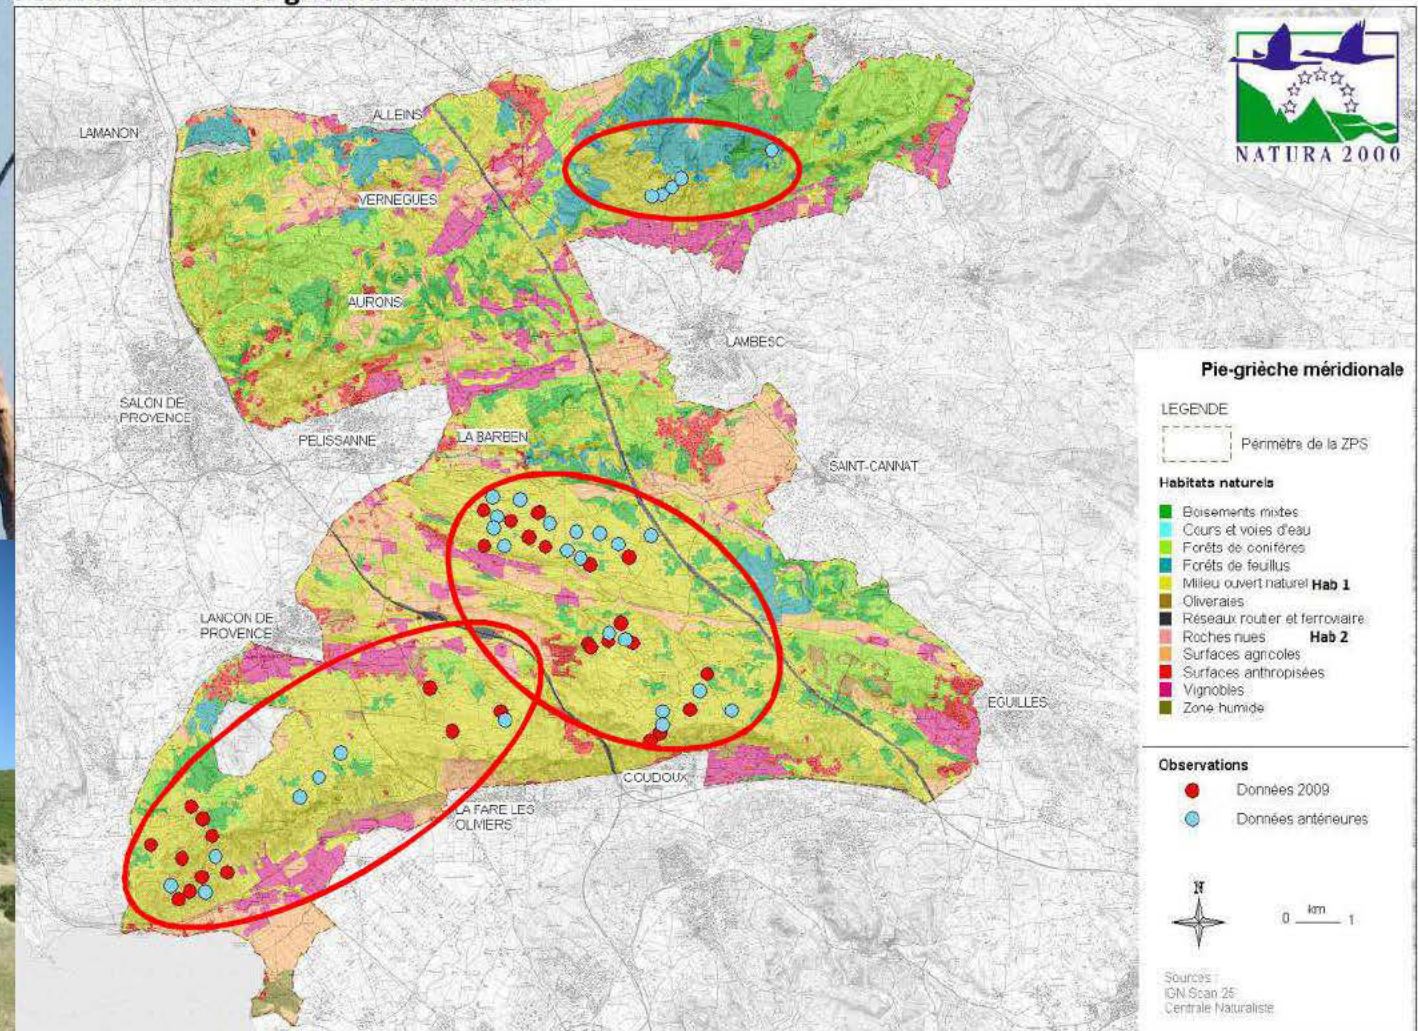 NATURA 2000
ALLEINS
LAMANON
VERNEGUES
AURONS
LAMBESC
SALON DE
PROVENCE
PELISSANNE
LA BARBEN
SAINT-CANNAT
LANCON DE
PROVENCE
EGUILLES
COUDOUX
LA FARE LES
OLIVIERS
Pie-grièche méridionale
LEGENDE
Périmètre de la ZPS
Habitats naturels
Boisements mixtes
Cours et voies d'eau
Forêts de conifères
Forêts de feuillus
Milieu ouvert naturel Hab 1
Oliveraies
Réseaux routier et ferroviaire
Roches nues Hab 2
Surfaces agricoles
Surfaces anthropisées
Vignobles
Zone humide
Observations
Données 2009
Données antérieures
N
km
0 1
Sources :
IGN Scan 25
Centrale Naturaliste